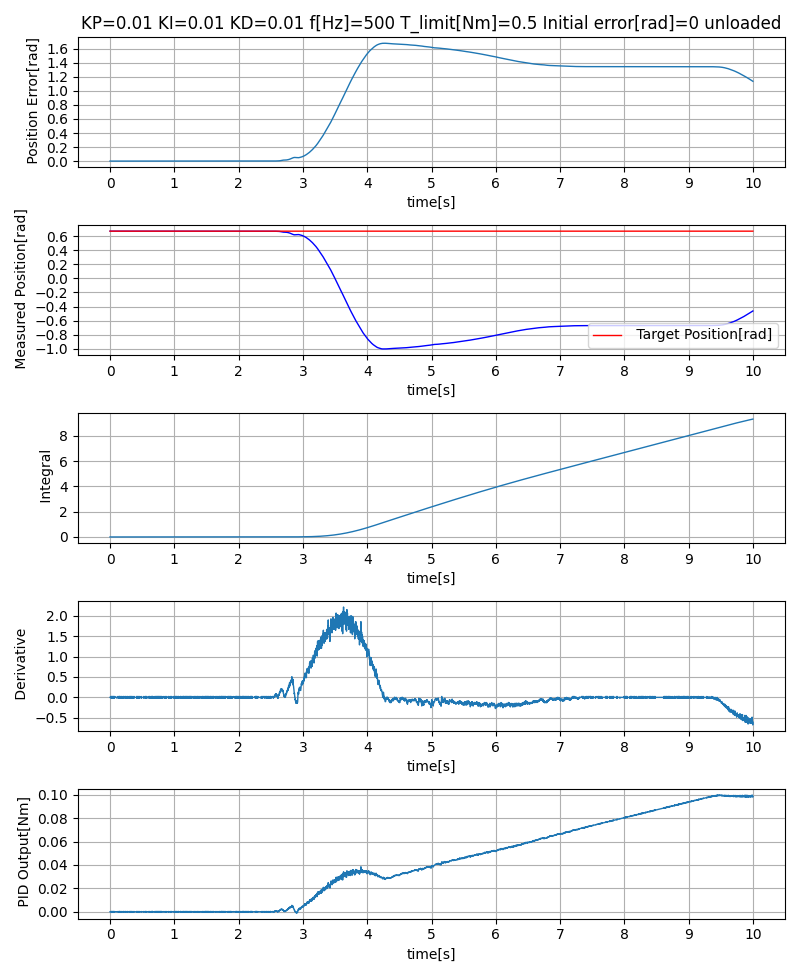 KP=0.01 KI=0.01 KD=0.01 f[Hz]=500 T_limit[Nm]=0.5 Initial error[rad]=0 unloaded
Position Error[rad]
1.6
1.4
1.2
1.0
0.8
0.6
0.4
0.2
0.0
0 1 2 3 4 5 6 7 8 9 10
time[s]
Measured Position[rad]
0.6
0.4
0.2
0.0
−0.2
−0.4
−0.6
−0.8
−1.0
Target Position[rad]
0 1 2 3 4 5 6 7 8 9 10
time[s]
Integral
8
6
4
2
0
0 1 2 3 4 5 6 7 8 9 10
time[s]
Derivative
2.0
1.5
1.0
0.5
0.0
−0.5
0 1 2 3 4 5 6 7 8 9 10
time[s]
PID Output[Nm]
0.10
0.08
0.06
0.04
0.02
0.00
0 1 2 3 4 5 6 7 8 9 10
time[s]